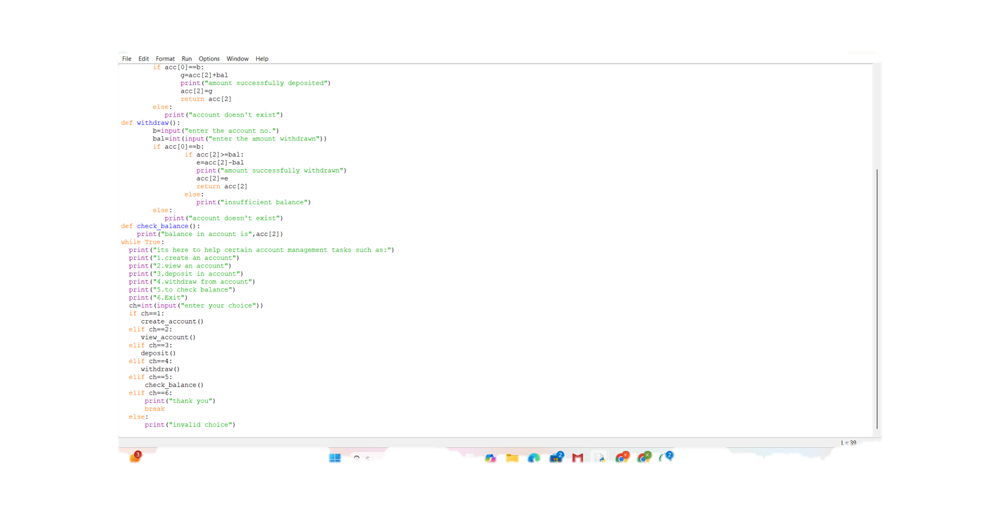 File Edit Format Run Options Window Help
if acc[0]==b:
g=acc[2]+bal
print("amount successfully deposited")
acc[2]=g
return acc[2]
else:
print("account doesn't exist")
def withdraw():
b=input("enter the account no.")
bal=int(input("enter the amount withdrawn"))
if acc[0]==b:
if acc[2]>=bal:
e=acc[2]-bal
print("amount successfully withdrawn")
acc[2]=e
return acc[2]
else:
print("insufficient balance")
else:
print("account doesn't exist")
def check_balance():
print("balance in account is",acc[2])
while True:
print("its here to help certain account management tasks such as:")
print("1.create an account")
print("2.view an account")
print("3.deposit in account")
print("4.withdraw from account")
print("5.to check balance")
print("6.Exit")
ch=int(input("enter your choice"))
if ch==1:
create_account()
elif ch==2:
view_account()
elif ch==3:
deposit()
elif ch==4:
withdraw()
elif ch==5:
check_balance()
elif ch==6:
print("thank you")
break
else:
print("invalid choice")
39
3
2
2